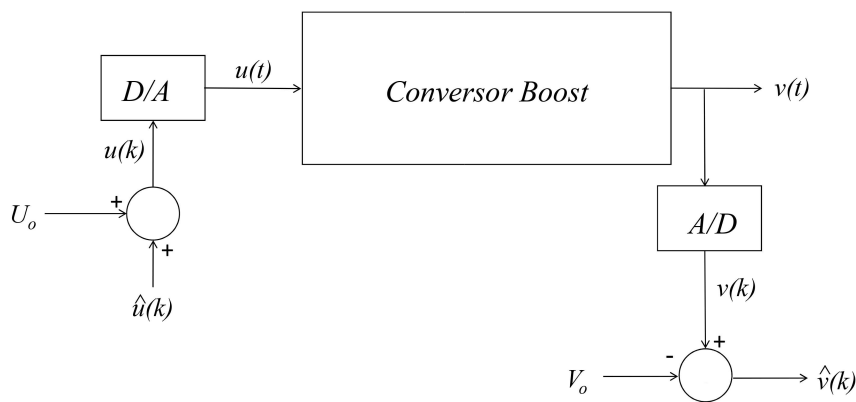 D/A
u(t)
Conversor Boost
v(t)
u(k)
+
U_o
+
û(k)
A/D
v(k)
-
+
V_o
v̂(k)